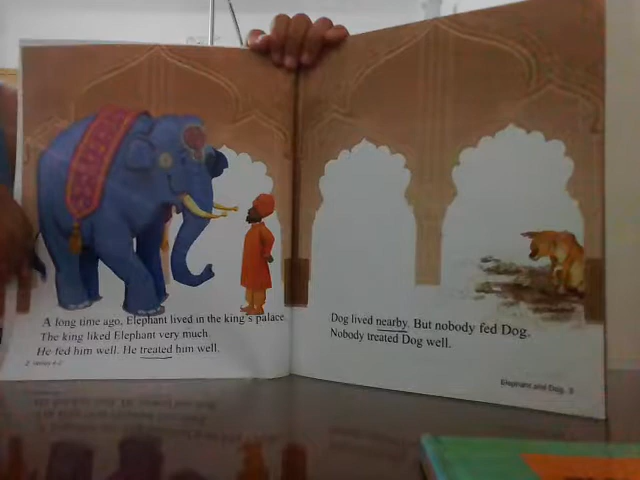 A long time ago, Elephant lived in the king's palace.
The king liked Elephant very much.
He fed him well. He treated him well.
Dog lived nearby. But nobody fed Dog.
Nobody treated Dog well.
Elephant and Dog